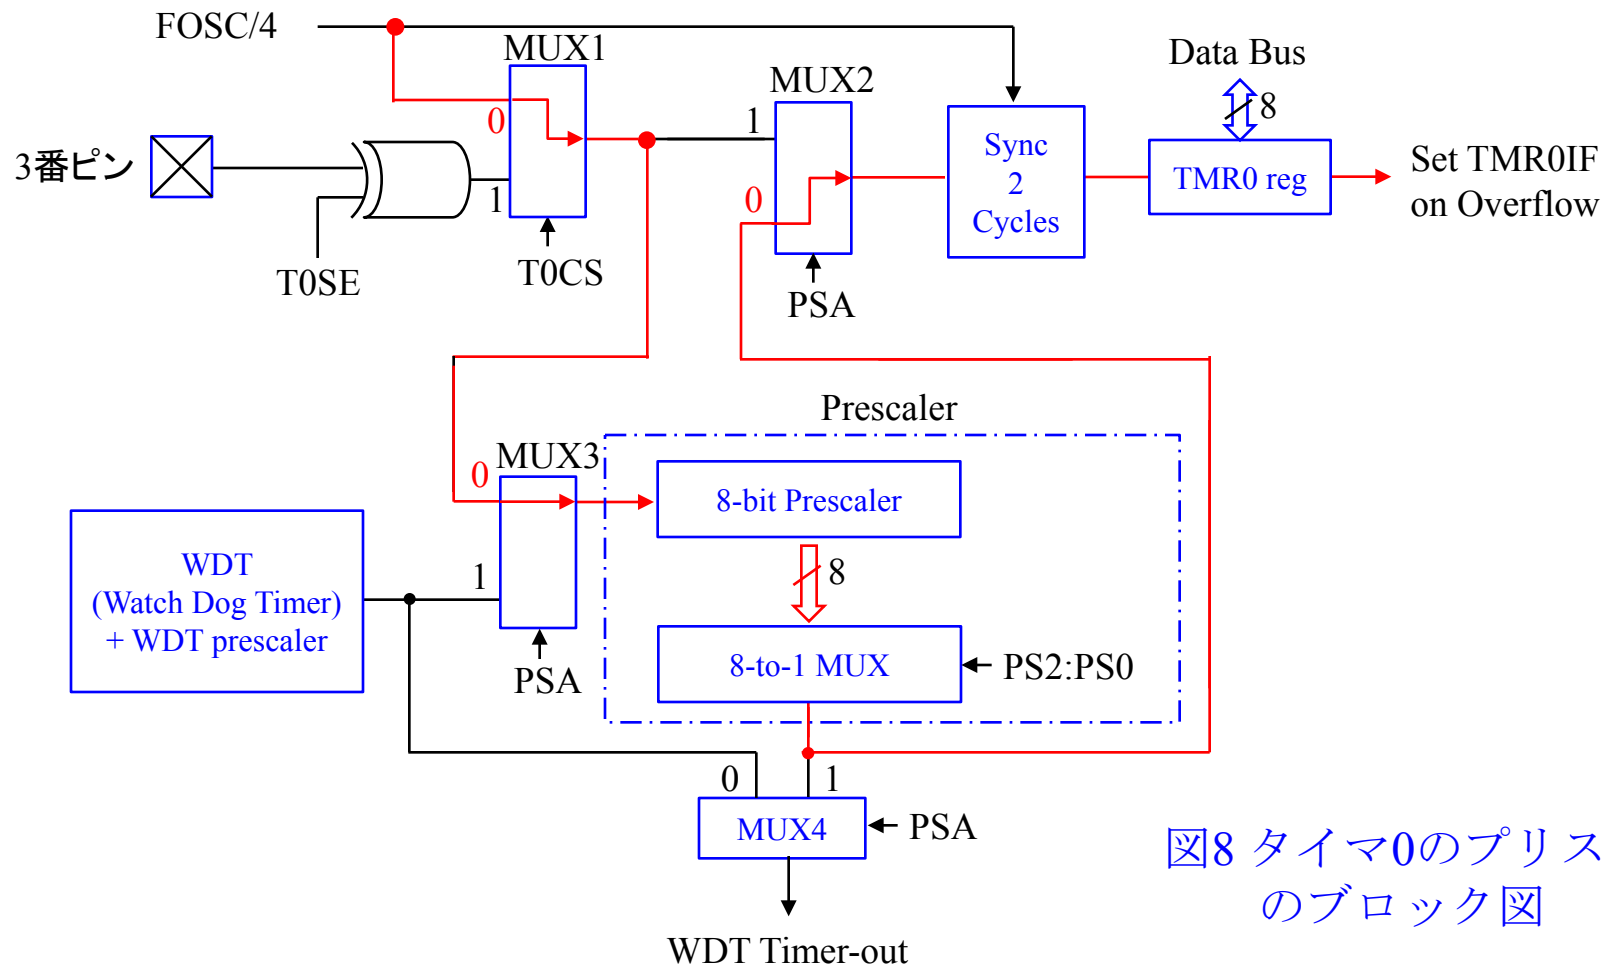 FOSC/4
MUX1
MUX2
Data Bus
8
0
1
3番ピン
1
0
Sync
2
Cycles
TMR0 reg
Set TMR0IF
on Overflow
T0SE
T0CS
PSA
Prescaler
MUX3
0
8-bit Prescaler
WDT
(Watch Dog Timer)
+ WDT prescaler
1
8
PSA
8-to-1 MUX
PS2:PS0
0
1
MUX4
PSA
WDT Timer-out
図8 タイマ0のプリス
のブロック図